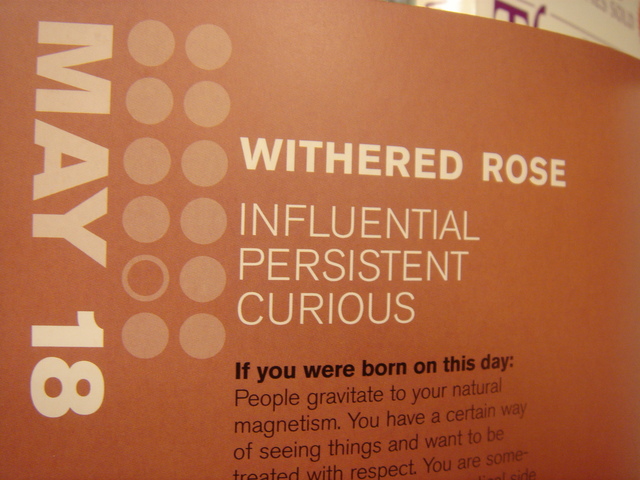 MAY 18
WITHERED ROSE
INFLUENTIAL
PERSISTENT
CURIOUS
If you were born on this day:
People gravitate to your natural
magnetism. You have a certain way
of seeing things and want to be
treated with respect. You are some-
side